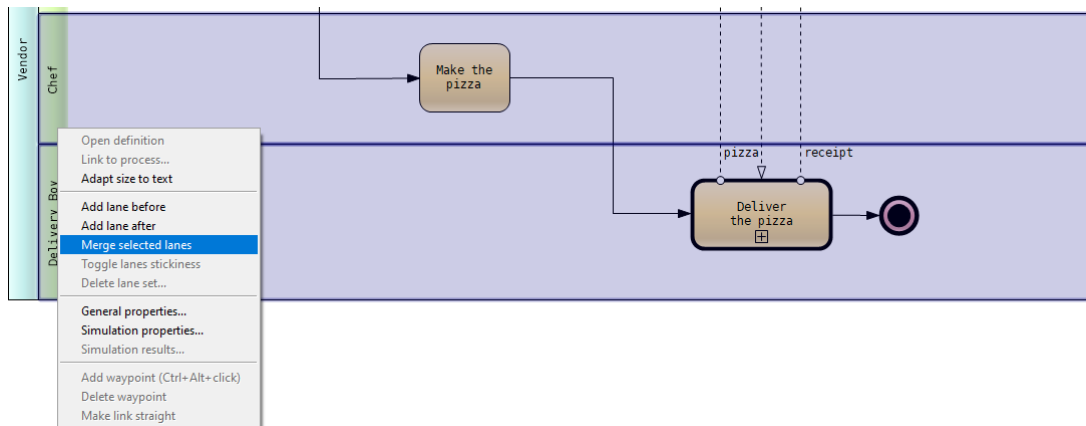 Vendor
Chef
Make the
pizza
Delivery Boy
pizza
receipt
Deliver
the pizza
Open definition
Link to process...
Adapt size to text
Add lane before
Add lane after
Merge selected lanes
Toggle lanes stickiness
Delete lane set...
General properties...
Simulation properties...
Simulation results...
Add waypoint (Ctrl+Alt+click)
Delete waypoint
Make link straight